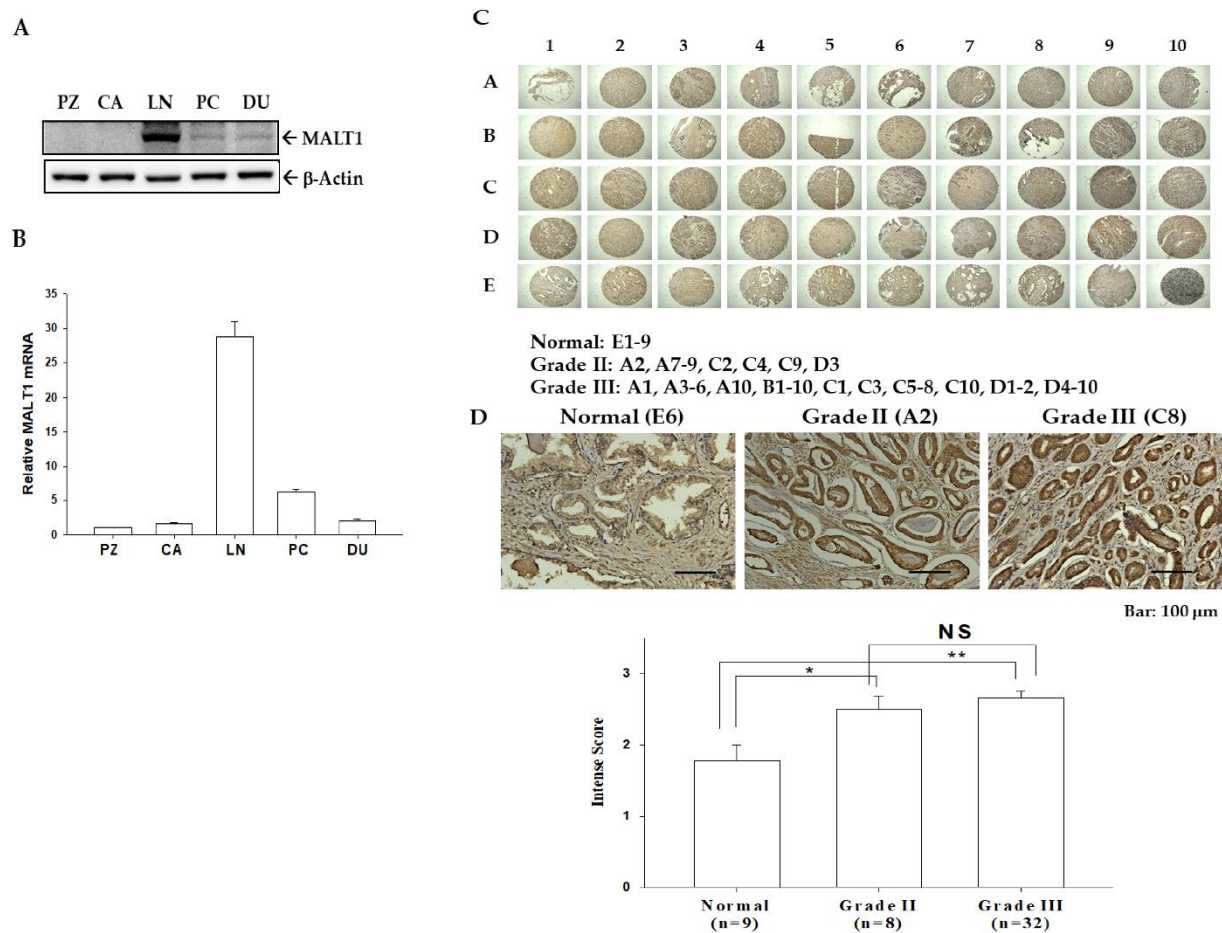 A
PZ CA LN PC DU
←MALT1
←β-Actin
B
Relative MALT1 mRNA
35
30
25
20
15
10
5
0
PZ CA LN PC DU
C
1 2 3 4 5 6 7 8 9 10
A
B
C
D
E
Normal: E1-9
Grade II: A2, A7-9, C2, C4, C9, D3
Grade III: A1, A3-6, A10, B1-10, C1, C3, C5-8, C10, D1-2, D4-10
D
Normal (E6) Grade II (A2) Grade III (C8)
Bar: 100 μm
NS
* **
Intense Score
3
2
1
0
Normal Grade II Grade III
(n=9) (n=8) (n=32)